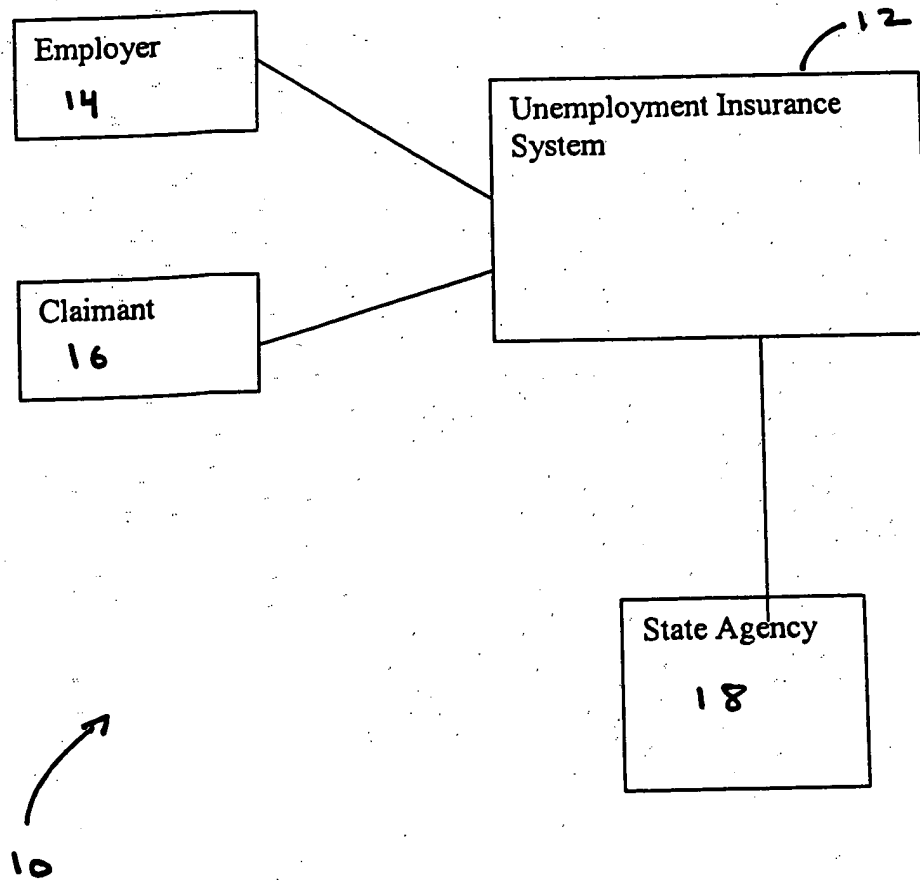 12
Employer
14
Unemployment Insurance
System
Claimant
16
State Agency
18
10